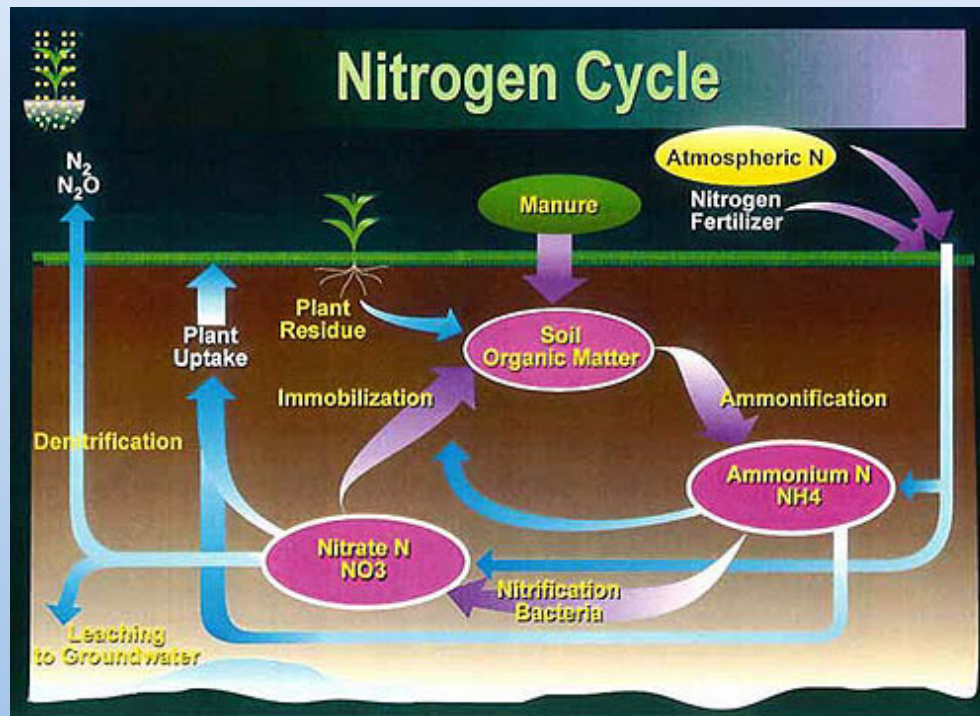 Nitrogen Cycle
N₂
N₂O
Atmospheric N
Nitrogen
Fertilizer
Manure
Plant
Residue
Soil
Organic Matter
Plant
Uptake
Immobilization
Ammonification
Denitrification
Ammonium N
NH4
Nitrate N
NO3
Nitrification
Bacteria
Leaching
to Groundwater